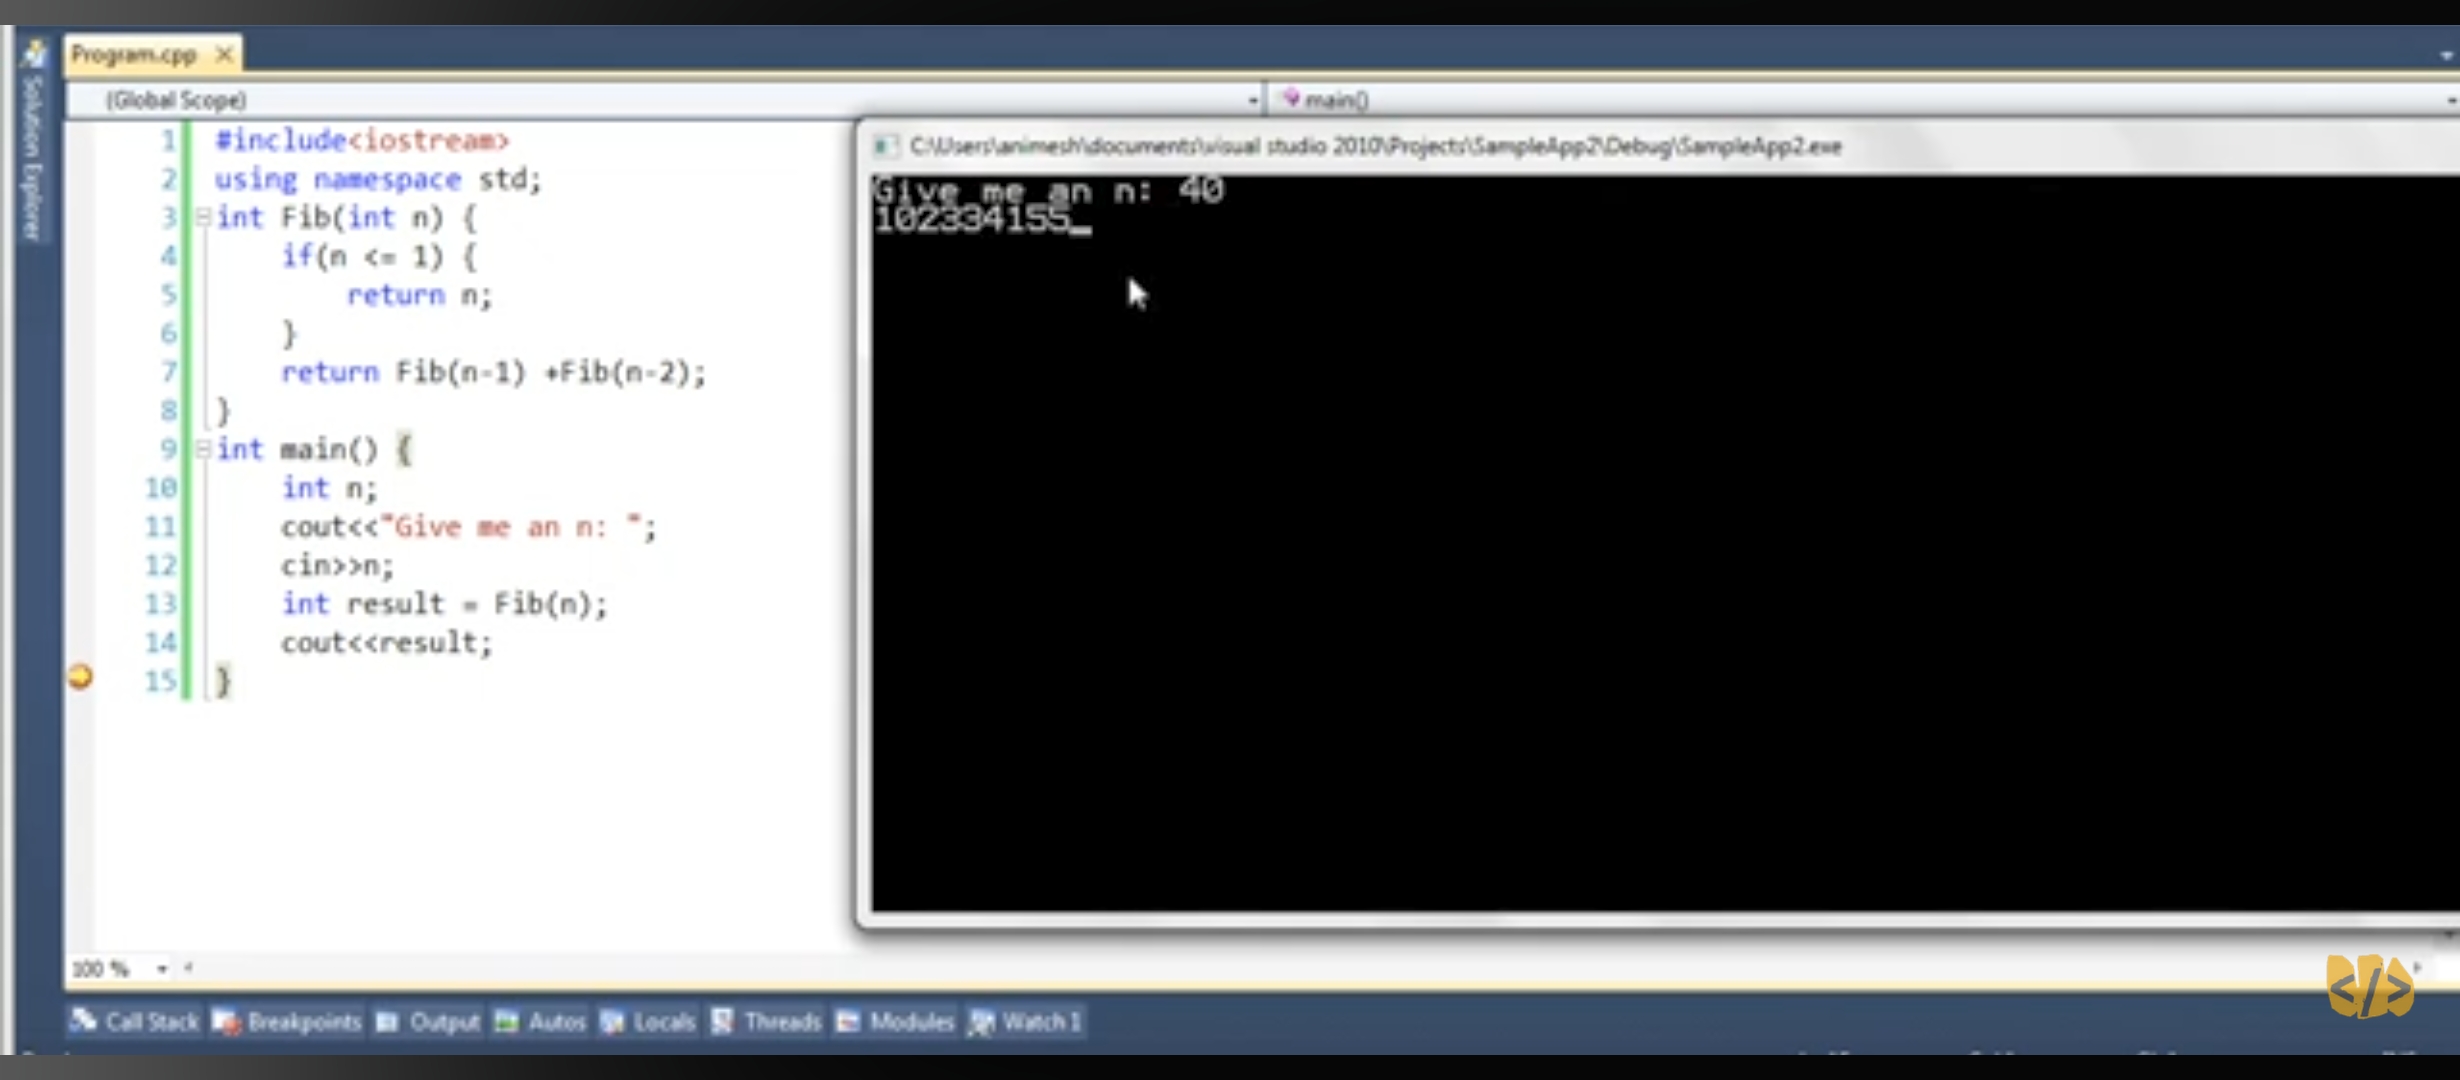 Program.cpp
Solution Explorer
(Global Scope)
main()
1 #include<iostream>
2 using namespace std;
3 int Fib(int n) {
4 if(n <= 1) {
5 return n;
6 }
7 return Fib(n-1) +Fib(n-2);
8 }
9 int main() {
10 int n;
11 cout<<"Give me an n: ";
12 cin>>n;
13 int result = Fib(n);
14 cout<<result;
15 }
C:\Users\animesh\documents\visual studio 2010\Projects\SampleApp2\Debug\SampleApp2.exe
Give me an n: 40
102334155_
100 %
Call Stack Breakpoints Output Autos Locals Threads Modules Watch 1
</>